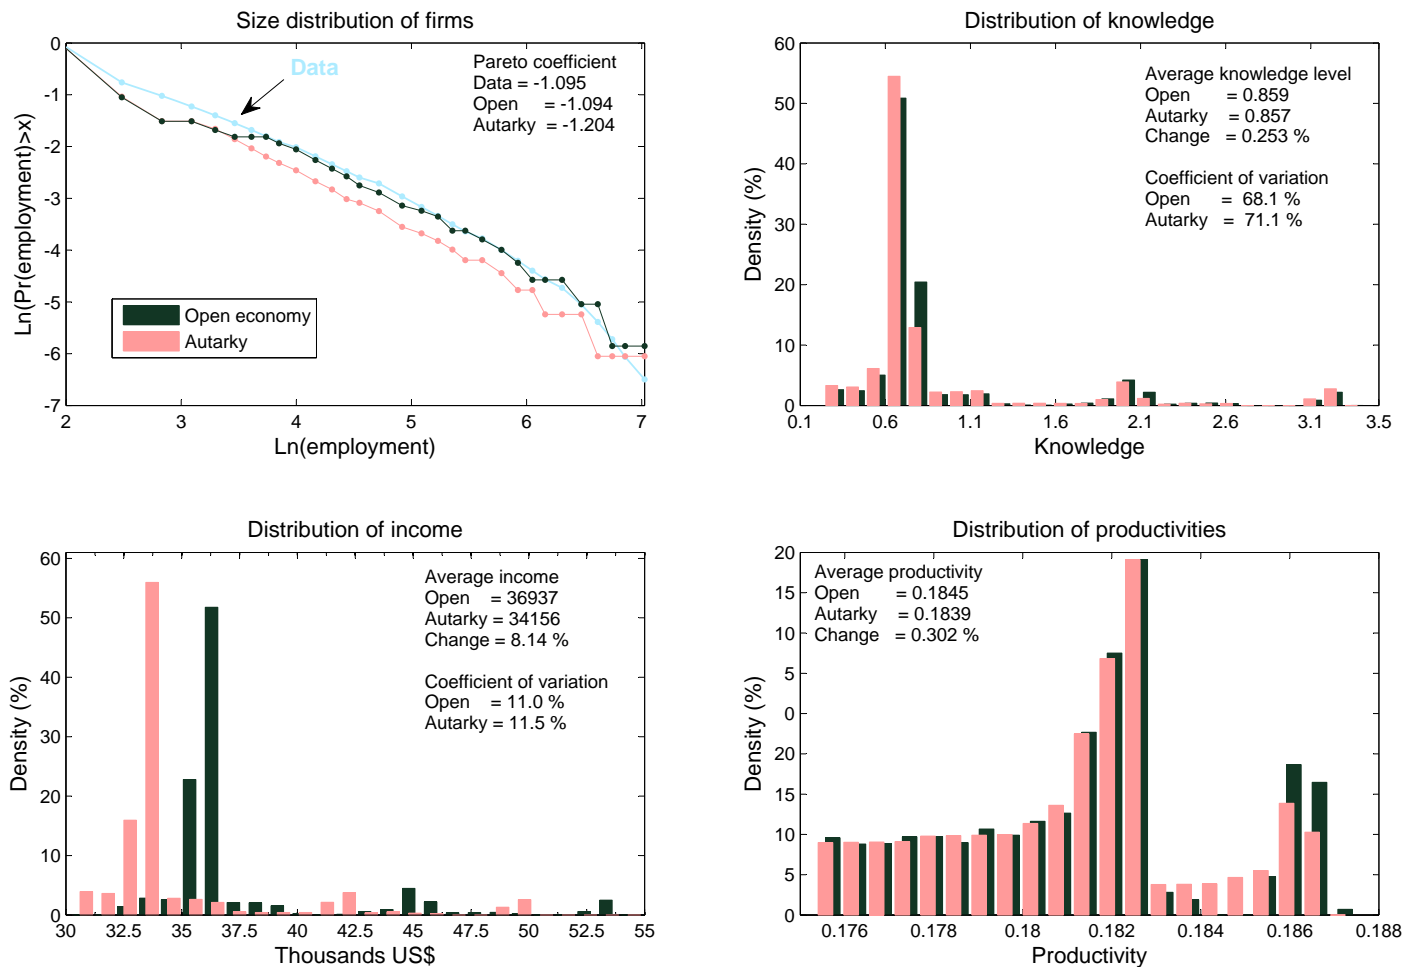 Size distribution of firms
Ln(Pr(employment)>x)
0
-1
-2
-3
-4
-5
-6
-7
Data
Pareto coefficient
Data = -1.095
Open = -1.094
Autarky = -1.204
Open economy
Autarky
2 3 4 5 6 7
Ln(employment)
Distribution of knowledge
Density (%)
60
50
40
30
20
10
0
Average knowledge level
Open = 0.859
Autarky = 0.857
Change = 0.253 %
Coefficient of variation
Open = 68.1 %
Autarky = 71.1 %
0.1 0.6 1.1 1.6 2.1 2.6 3.1 3.5
Knowledge
Distribution of income
Density (%)
60
50
40
30
20
10
0
Average income
Open = 36937
Autarky = 34156
Change = 8.14 %
Coefficient of variation
Open = 11.0 %
Autarky = 11.5 %
30 32.5 35 37.5 40 42.5 45 47.5 50 52.5 55
Thousands US$
Distribution of productivities
Density (%)
20
15
10
5
0
20
15
10
5
0
Average productivity
Open = 0.1845
Autarky = 0.1839
Change = 0.302 %
0.176 0.178 0.18 0.182 0.184 0.186 0.188
Productivity